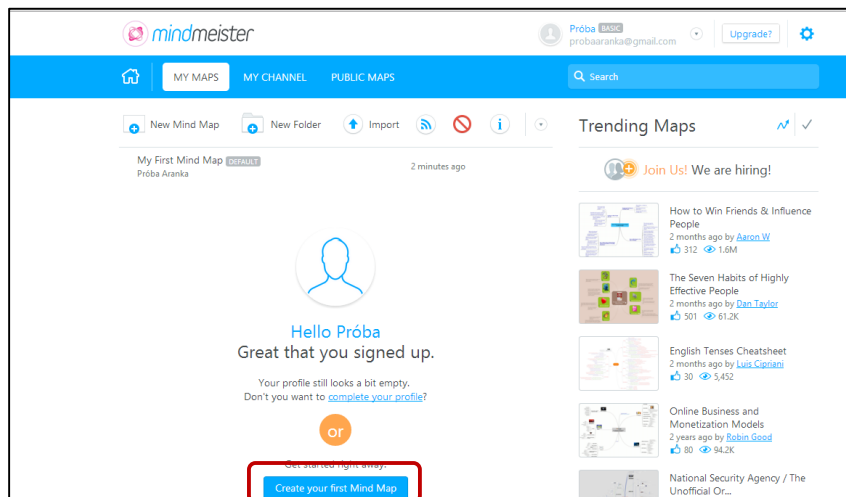 mindmeister
Próba BASIC
probaaranka@gmail.com
Upgrade?
MY MAPS
MY CHANNEL
PUBLIC MAPS
Search
New Mind Map
New Folder
Import
My First Mind Map DEFAULT
Próba Aranka
2 minutes ago
Hello Próba
Great that you signed up.
Your profile still looks a bit empty.
Don't you want to complete your profile?
or
Get started right away:
Create your first Mind Map
Trending Maps
Join Us! We are hiring!
How to Win Friends & Influence
People
2 months ago by Aaron W
312 1.6M
The Seven Habits of Highly
Effective People
2 months ago by Dan Taylor
501 61.2K
English Tenses Cheatsheet
2 months ago by Luis Cipriani
30 5,452
Online Business and
Monetization Models
2 years ago by Robin Good
80 94.2K
National Security Agency / The
Unofficial Or...